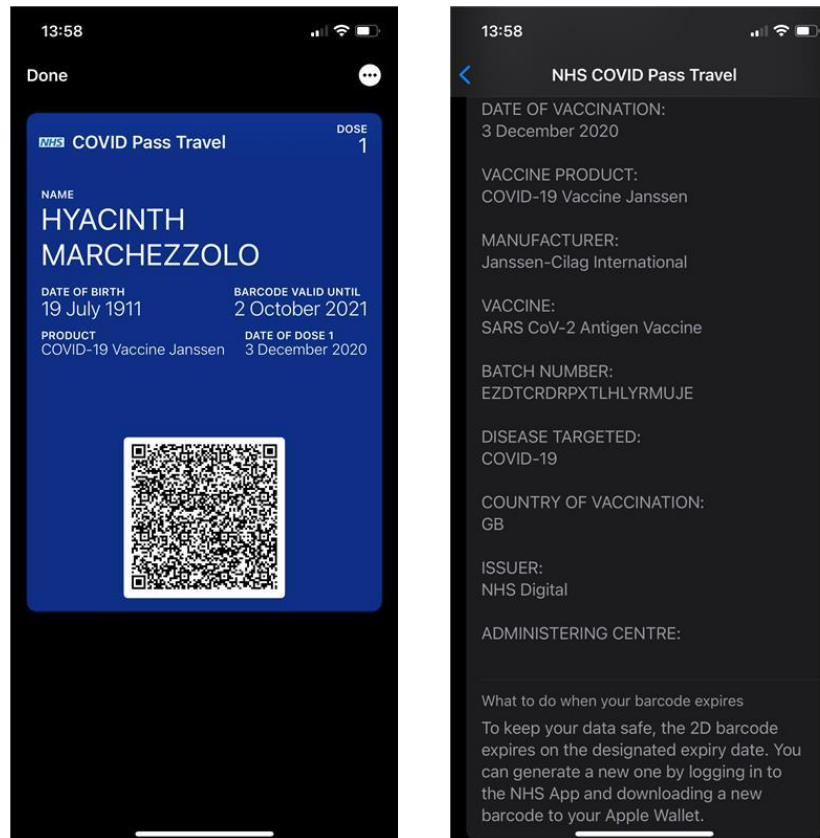 13:58
Done
NHS COVID Pass Travel
DOSE
1
NAME
HYACINTH
MARCHEZZOLO
DATE OF BIRTH
19 July 1911
BARCODE VALID UNTIL
2 October 2021
PRODUCT
COVID-19 Vaccine Janssen
DATE OF DOSE 1
3 December 2020
13:58
NHS COVID Pass Travel
DATE OF VACCINATION:
3 December 2020
VACCINE PRODUCT:
COVID-19 Vaccine Janssen
MANUFACTURER:
Janssen-Cilag International
VACCINE:
SARS CoV-2 Antigen Vaccine
BATCH NUMBER:
EZDTCRDRPXTLHLYRMUJE
DISEASE TARGETED:
COVID-19
COUNTRY OF VACCINATION:
GB
ISSUER:
NHS Digital
ADMINISTERING CENTRE:
What to do when your barcode expires
To keep your data safe, the 2D barcode
expires on the designated expiry date. You
can generate a new one by logging in to
the NHS App and downloading a new
barcode to your Apple Wallet.